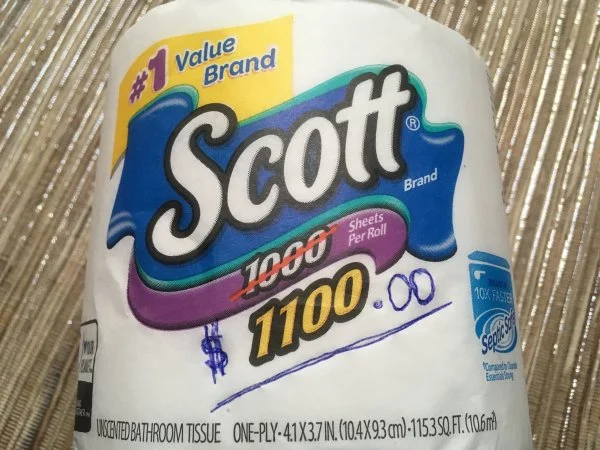 #1 Value
Brand
Scott®
Brand
1000 Sheets
Per Roll
$ 1100.00
10X FASTER
Septic Safe
UNSCENTED BATHROOM TISSUE ONE-PLY • 4.1 X 3.7 IN. (10.4 X 9.3 cm) • 115.3 SQ. FT. (10.6 m²)